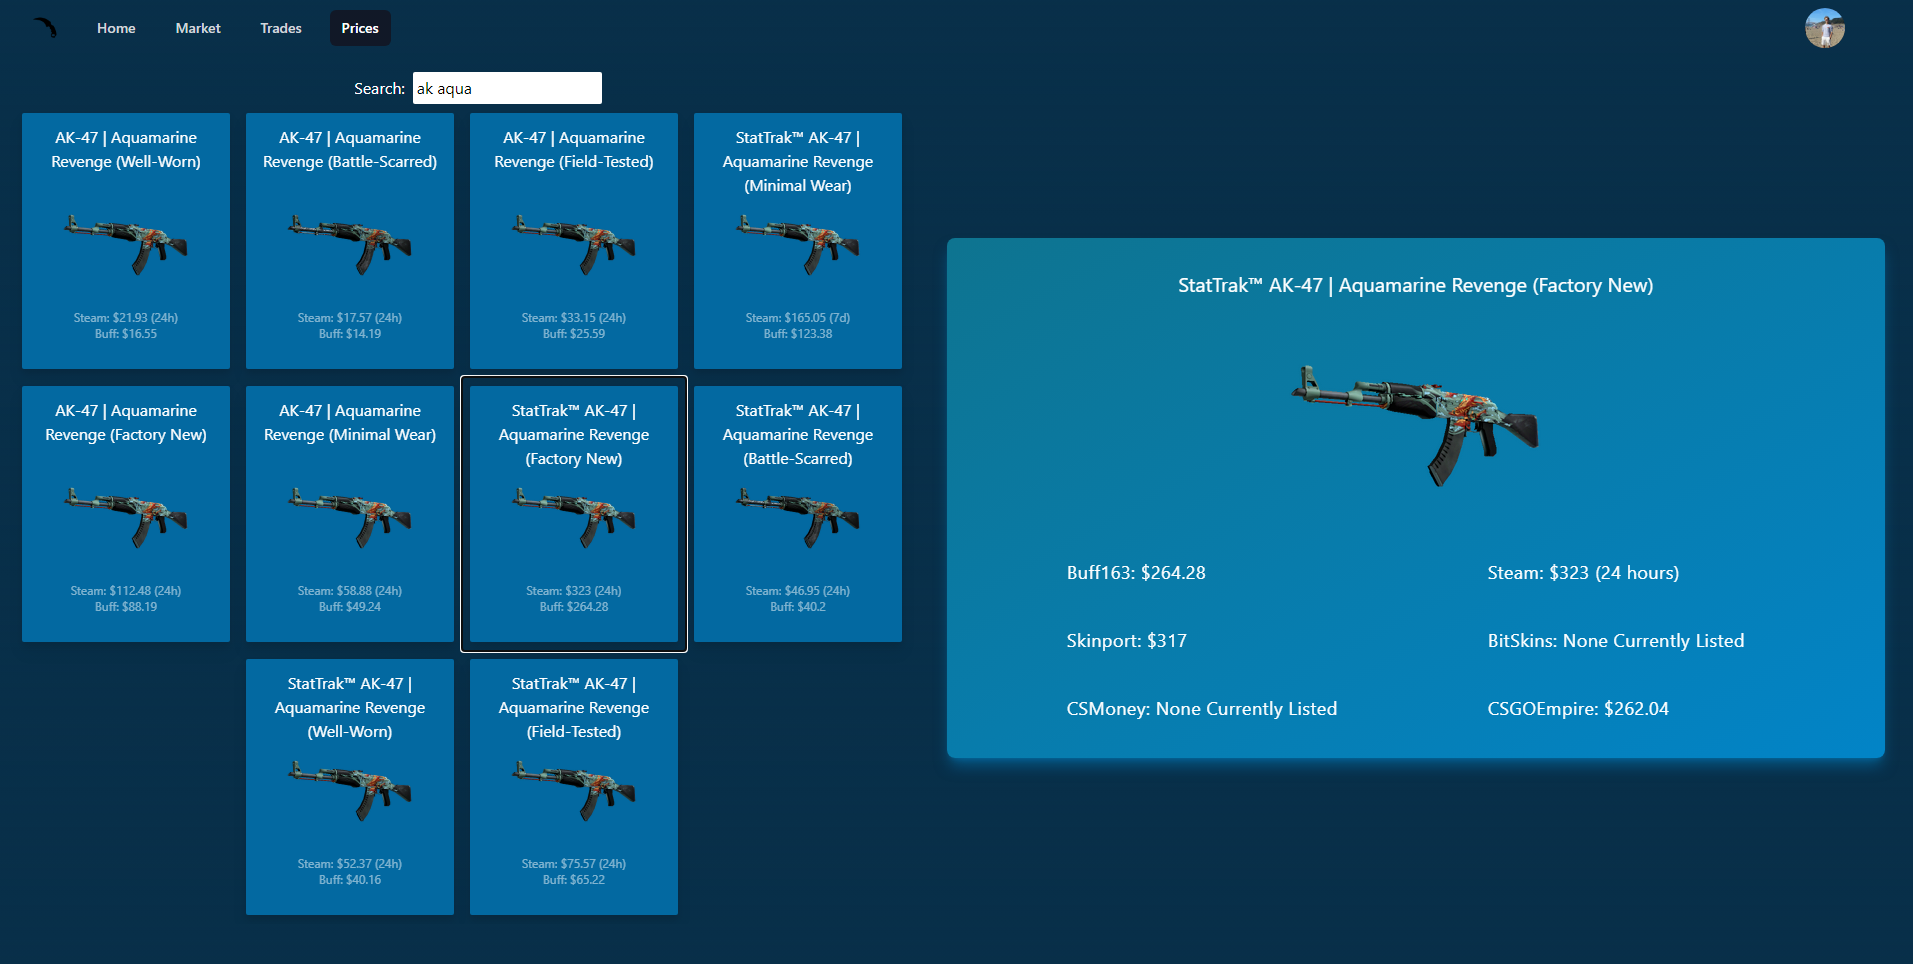 Home
Market
Trades
Prices
Search:
ak aqua
AK-47 | Aquamarine
Revenge (Well-Worn)
Steam: $21.93 (24h)
Buff: $16.55
AK-47 | Aquamarine
Revenge (Battle-Scarred)
Steam: $17.57 (24h)
Buff: $14.19
AK-47 | Aquamarine
Revenge (Field-Tested)
Steam: $33.15 (24h)
Buff: $25.59
StatTrak™ AK-47 |
Aquamarine Revenge
(Minimal Wear)
Steam: $165.05 (7d)
Buff: $123.38
AK-47 | Aquamarine
Revenge (Factory New)
Steam: $112.48 (24h)
Buff: $88.19
AK-47 | Aquamarine
Revenge (Minimal Wear)
Steam: $58.88 (24h)
Buff: $49.24
StatTrak™ AK-47 |
Aquamarine Revenge
(Factory New)
Steam: $323 (24h)
Buff: $264.28
StatTrak™ AK-47 |
Aquamarine Revenge
(Battle-Scarred)
Steam: $46.95 (24h)
Buff: $40.2
StatTrak™ AK-47 |
Aquamarine Revenge
(Well-Worn)
Steam: $52.37 (24h)
Buff: $40.16
StatTrak™ AK-47 |
Aquamarine Revenge
(Field-Tested)
Steam: $75.57 (24h)
Buff: $65.22
StatTrak™ AK-47 | Aquamarine Revenge (Factory New)
Buff163: $264.28
Steam: $323 (24 hours)
Skinport: $317
BitSkins: None Currently Listed
CSMoney: None Currently Listed
CSGOEmpire: $262.04